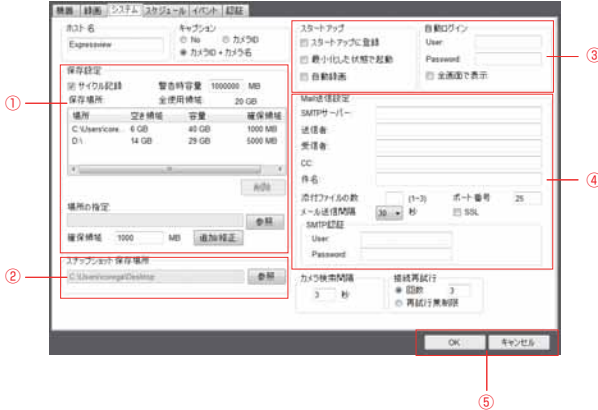 機器 録画 システム スケジュール イベント 認証
ホスト名
Expressview
キャプション
No カメラID
カメラID + カメラ名
① 保存設定
サイクル記録 警告時容量 1000000 MB
保存場所: 全使用領域: 20 GB
場所 空き領域 容量 確保領域
C:\Users\core... 6 GB 40 GB 1000 MB
D:\ 14 GB 29 GB 5000 MB
削除
場所の指定:
参照
確保領域 1000 MB 追加/修正
② スナップショット保存場所
C:\Users\corega\Desktop 参照
スタートアップ
スタートアップに登録
最小化した状態で起動
自動録画
自動ログイン ③
User:
Password
全画面で表示
Mail送信設定 ④
SMTPサーバー:
送信者:
受信者:
CC:
件名:
添付ファイルの数 (1~3) ポート番号 25
メール送信間隔 30 秒 SSL
SMTP認証
User:
Password
カメラ検索間隔
3 秒
接続再試行
回数 3
再試行無制限
OK キャンセル
⑤